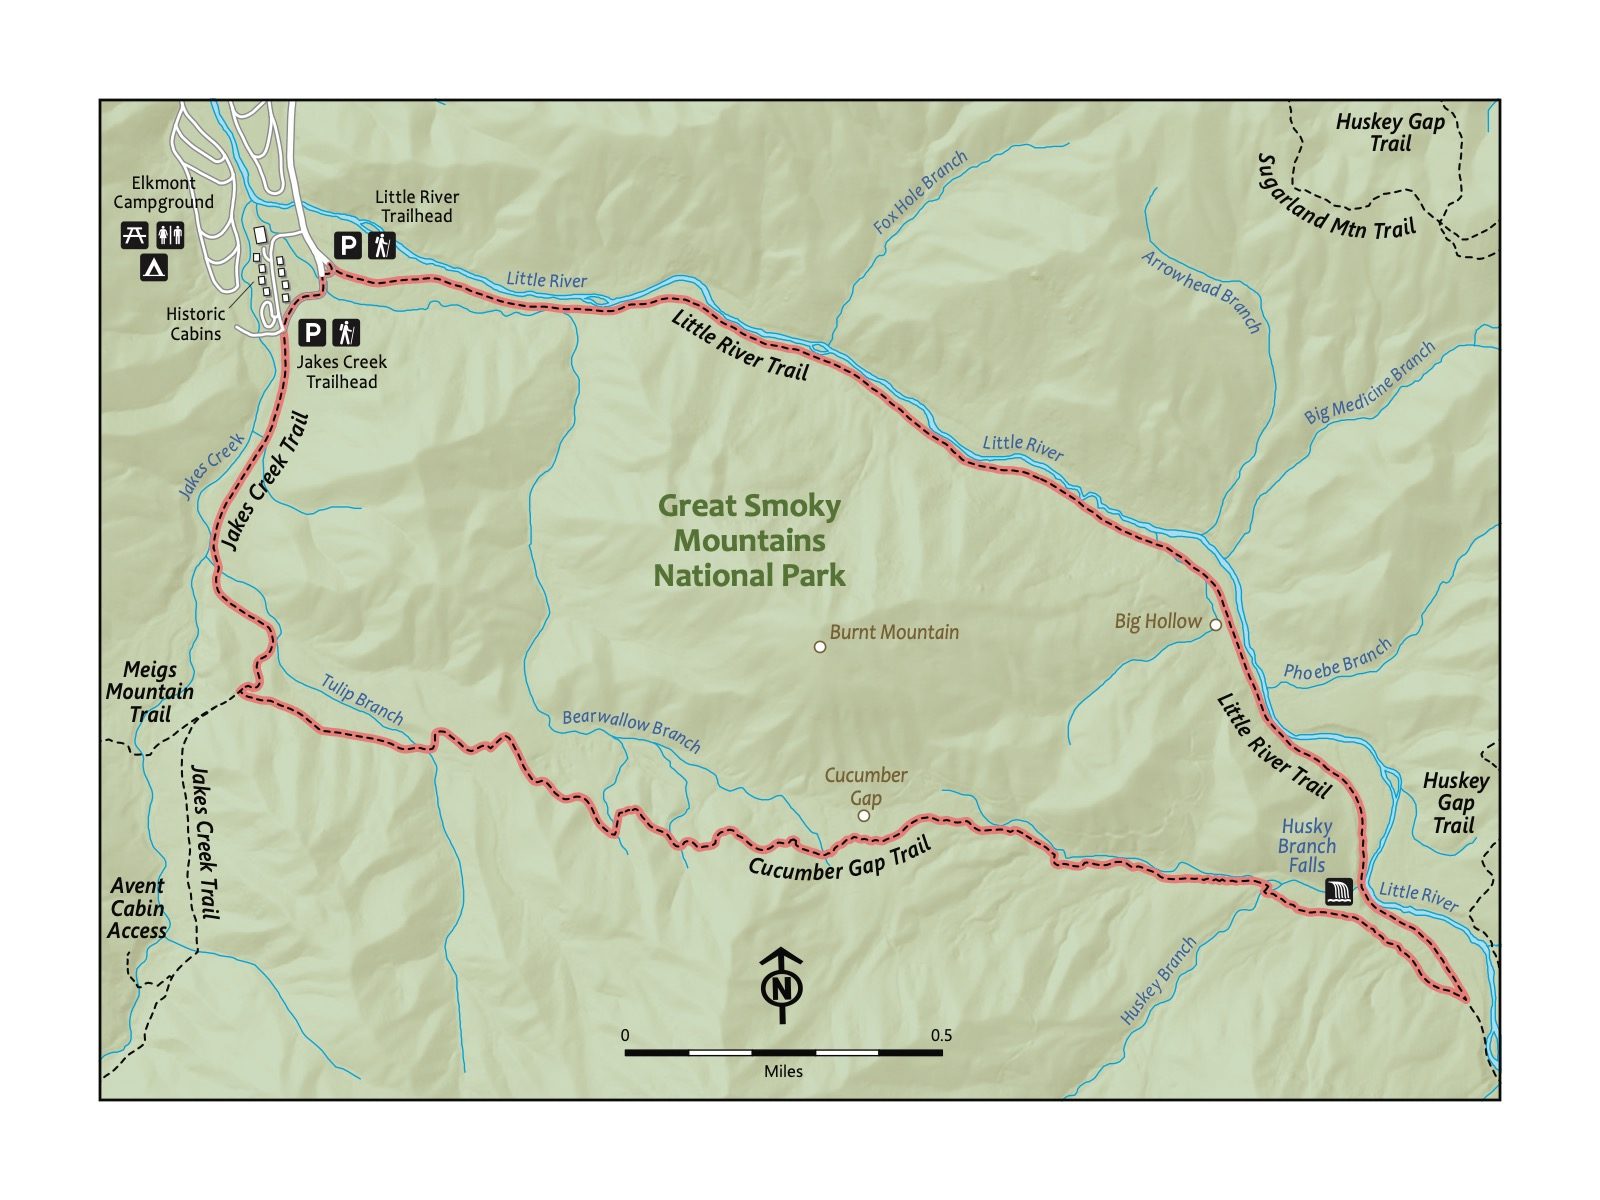 Huskey Gap
Trail
Sugarland Mtn Trail
Fox Hole Branch
Elkmont
Campground
Little River
Trailhead
P
P
Little River
Arrowhead Branch
Historic
Cabins
Jakes Creek
Trailhead
Little River Trail
Big Medicine Branch
Jakes Creek
Jakes Creek Trail
Little River
Great Smoky
Mountains
National Park
Big Hollow
Burnt Mountain
Phoebe Branch
Meigs
Mountain
Trail
Tulip Branch
Bearwallow Branch
Little River Trail
Cucumber
Gap
Huskey
Gap
Trail
Jakes Creek Trail
Cucumber Gap Trail
Husky
Branch
Falls
Little River
Avent
Cabin
Access
Huskey Branch
N
0
0.5
Miles